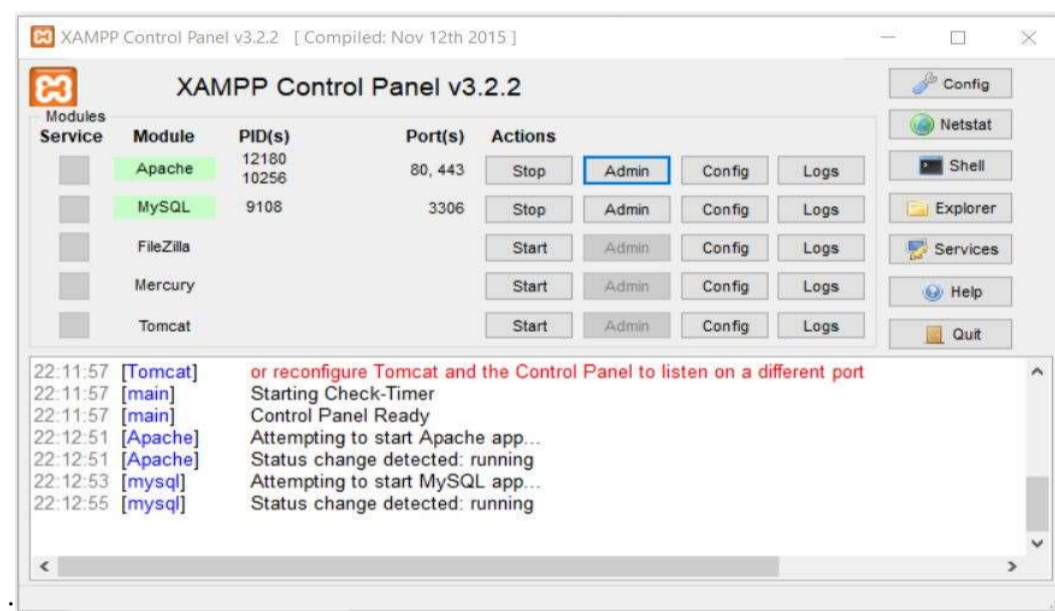 XAMPP Control Panel v3.2.2 [ Compiled: Nov 12th 2015 ]
XAMPP Control Panel v3.2.2
Config
Modules
Service Module PID(s) Port(s) Actions
Netstat
Apache 12180 10256 80, 443 Stop Admin Config Logs
Shell
MySQL 9108 3306 Stop Admin Config Logs
Explorer
FileZilla Start Admin Config Logs
Services
Mercury Start Admin Config Logs
Help
Tomcat Start Admin Config Logs
Quit
22:11:57 [Tomcat] or reconfigure Tomcat and the Control Panel to listen on a different port
22:11:57 [main] Starting Check-Timer
22:11:57 [main] Control Panel Ready
22:12:51 [Apache] Attempting to start Apache app...
22:12:51 [Apache] Status change detected: running
22:12:53 [mysql] Attempting to start MySQL app...
22:12:55 [mysql] Status change detected: running
.